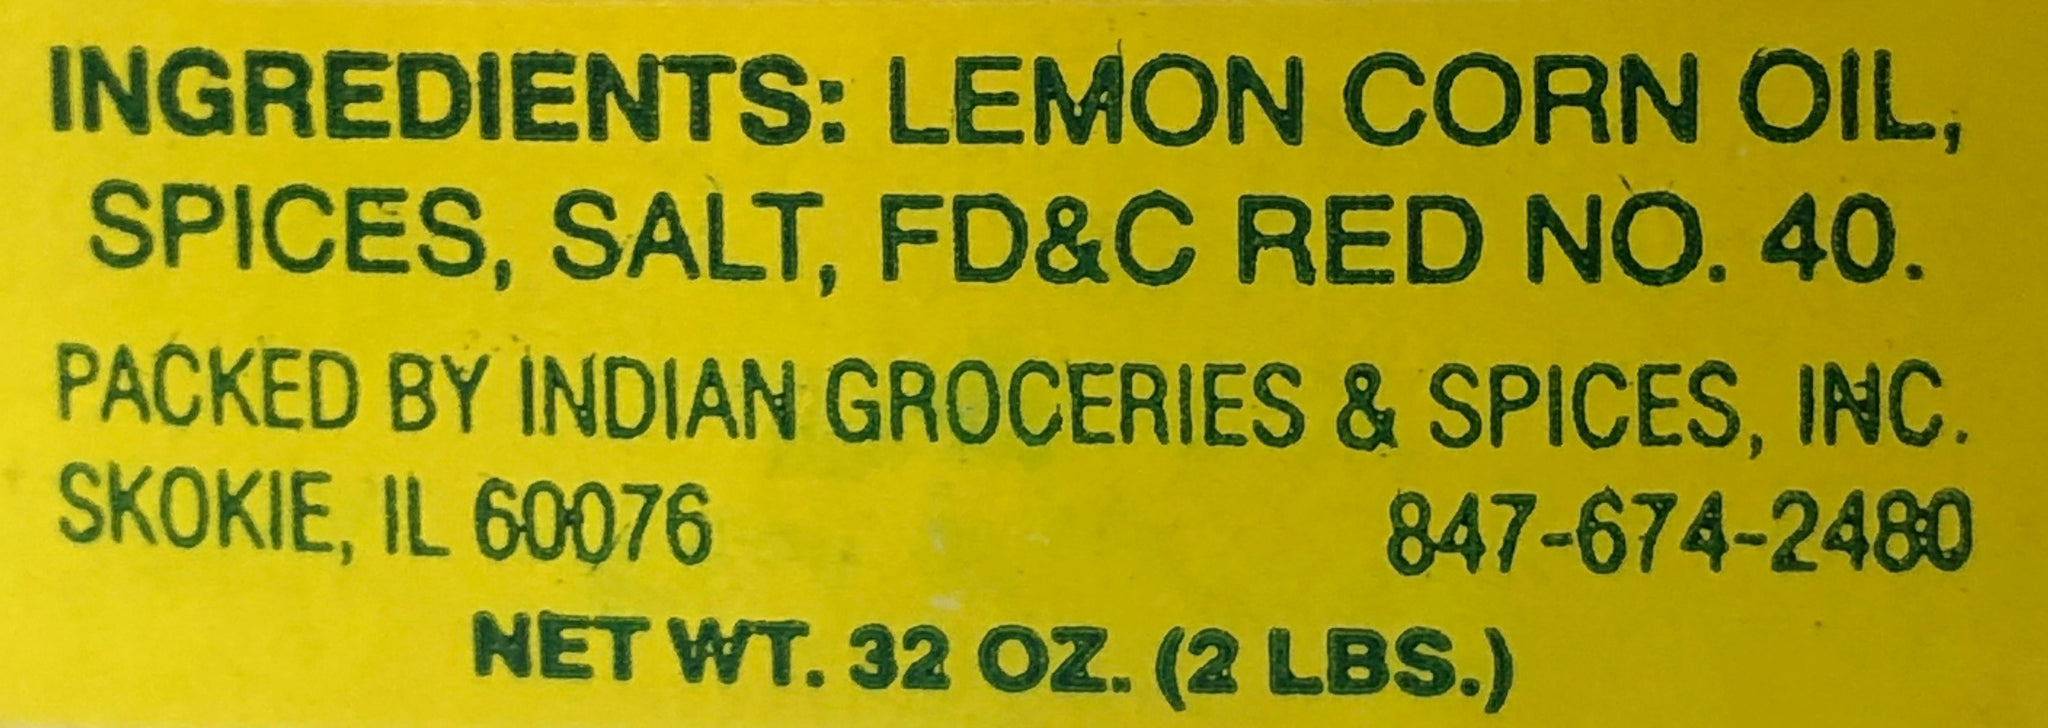 INGREDIENTS: LEMON CORN OIL,
SPICES, SALT, FD&C RED NO. 40.
PACKED BY INDIAN GROCERIES & SPICES, INC.
SKOKIE, IL 60076 847-674-2480
NET WT. 32 OZ. (2 LBS.)